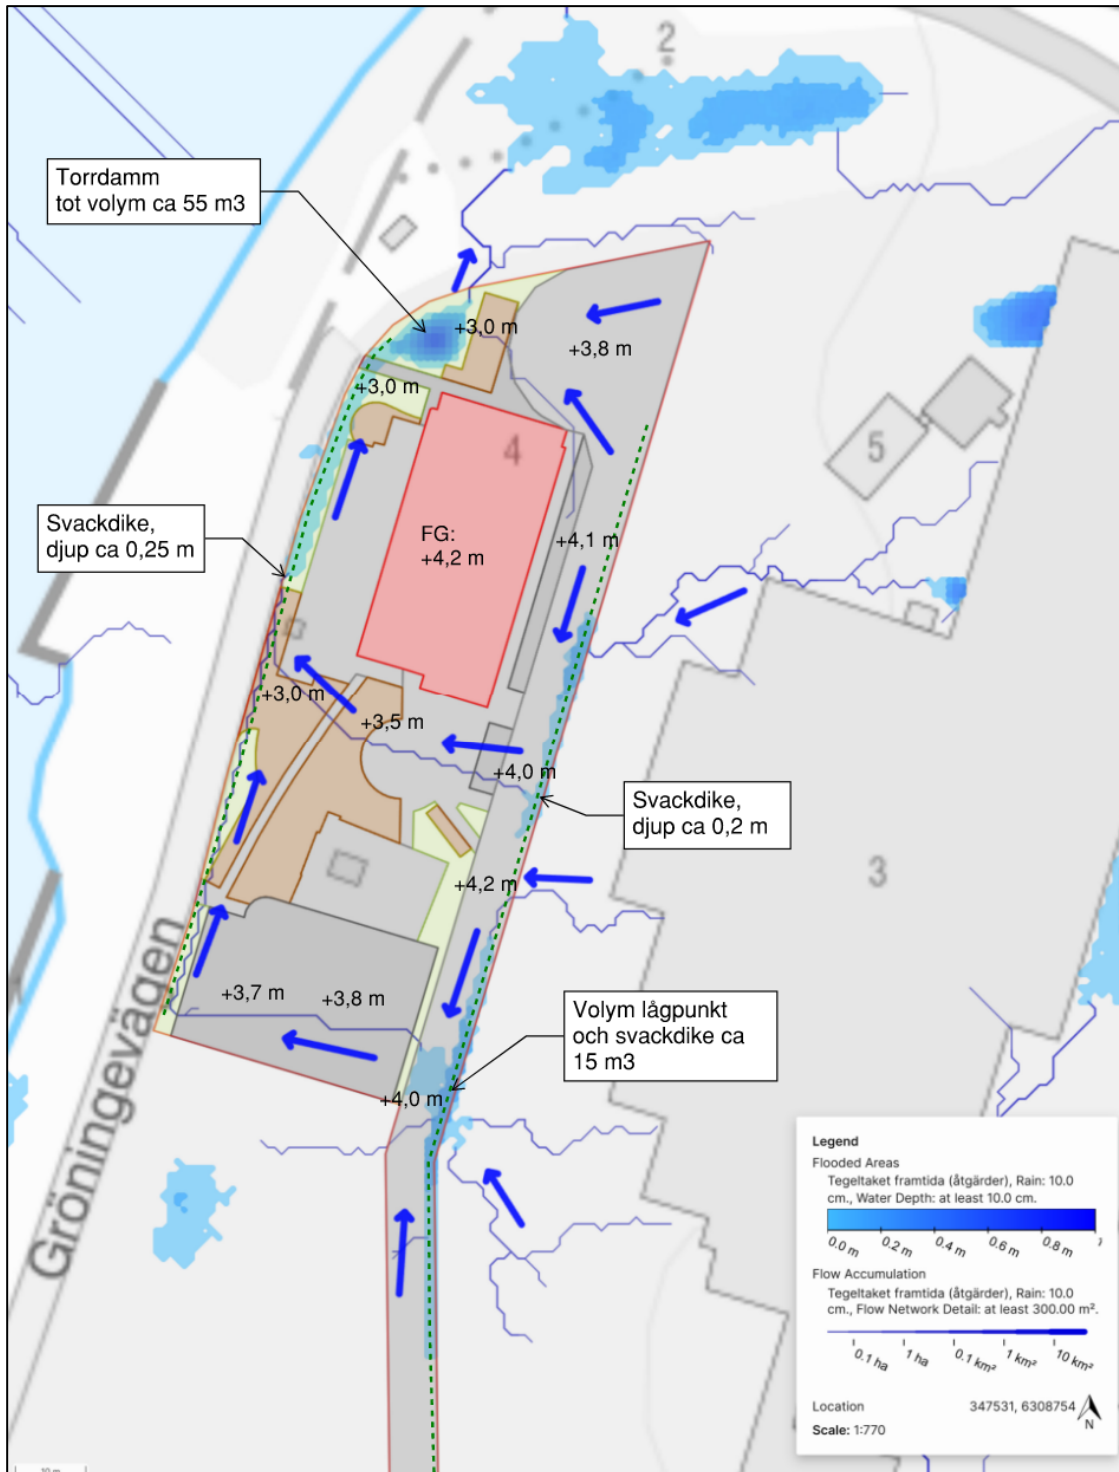 2
Torrdamm
tot volym ca 55 m3
+3,0 m
+3,8 m
+3,0 m
4
5
Svackdike,
djup ca 0,25 m
FG:
+4,2 m
+4,1 m
+3,0 m
+3,5 m
+4,0 m
Svackdike,
djup ca 0,2 m
3
+4,2 m
Gröningevägen
+3,7 m
+3,8 m
Volym lågpunkt
och svackdike ca
15 m3
+4,0 m
Legend
Flooded Areas
Tegeltaket framtida (åtgärder), Rain: 10.0
cm., Water Depth: at least 10.0 cm.
0.0 m
0.2 m
0.4 m
0.6 m
0.8 m
Flow Accumulation
Tegeltaket framtida (åtgärder), Rain: 10.0
cm., Flow Network Detail: at least 300.00 m².
0.1 ha
1 ha
0.1 km²
1 km²
10 km²
Location 347531, 6308754
N
Scale: 1:770